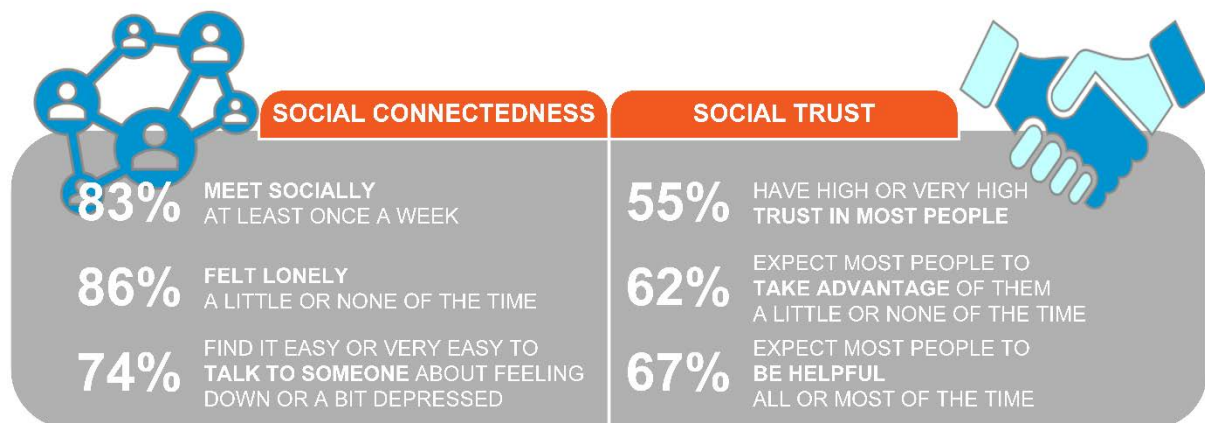 SOCIAL CONNECTEDNESS
83%
MEET SOCIALLY
AT LEAST ONCE A WEEK
86%
FELT LONELY
A LITTLE OR NONE OF THE TIME
74%
FIND IT EASY OR VERY EASY TO
TALK TO SOMEONE ABOUT FEELING
DOWN OR A BIT DEPRESSED
SOCIAL TRUST
55%
HAVE HIGH OR VERY HIGH
TRUST IN MOST PEOPLE
62%
EXPECT MOST PEOPLE TO
TAKE ADVANTAGE OF THEM
A LITTLE OR NONE OF THE TIME
67%
EXPECT MOST PEOPLE TO
BE HELPFUL
ALL OR MOST OF THE TIME